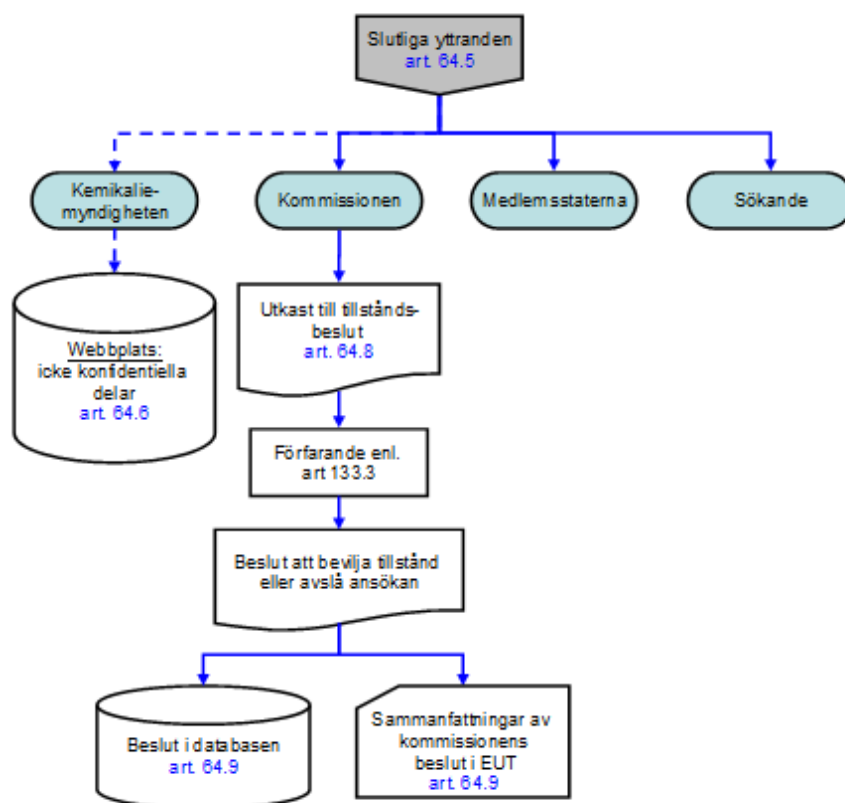 Slutliga yttranden
art. 64.5
Kemikalie-
myndigheten
Kommissionen
Medlemsstaterna
Sökande
Webbplats:
icke konfidentiella
delar
art. 64.6
Utkast till tillstånds-
beslut
art. 64.8
Förfarande enl.
art 133.3
Beslut att bevilja tillstånd
eller avslå ansökan
Beslut i databasen
art. 64.9
Sammanfattningar av
kommissionens
beslut i EUT
art. 64.9